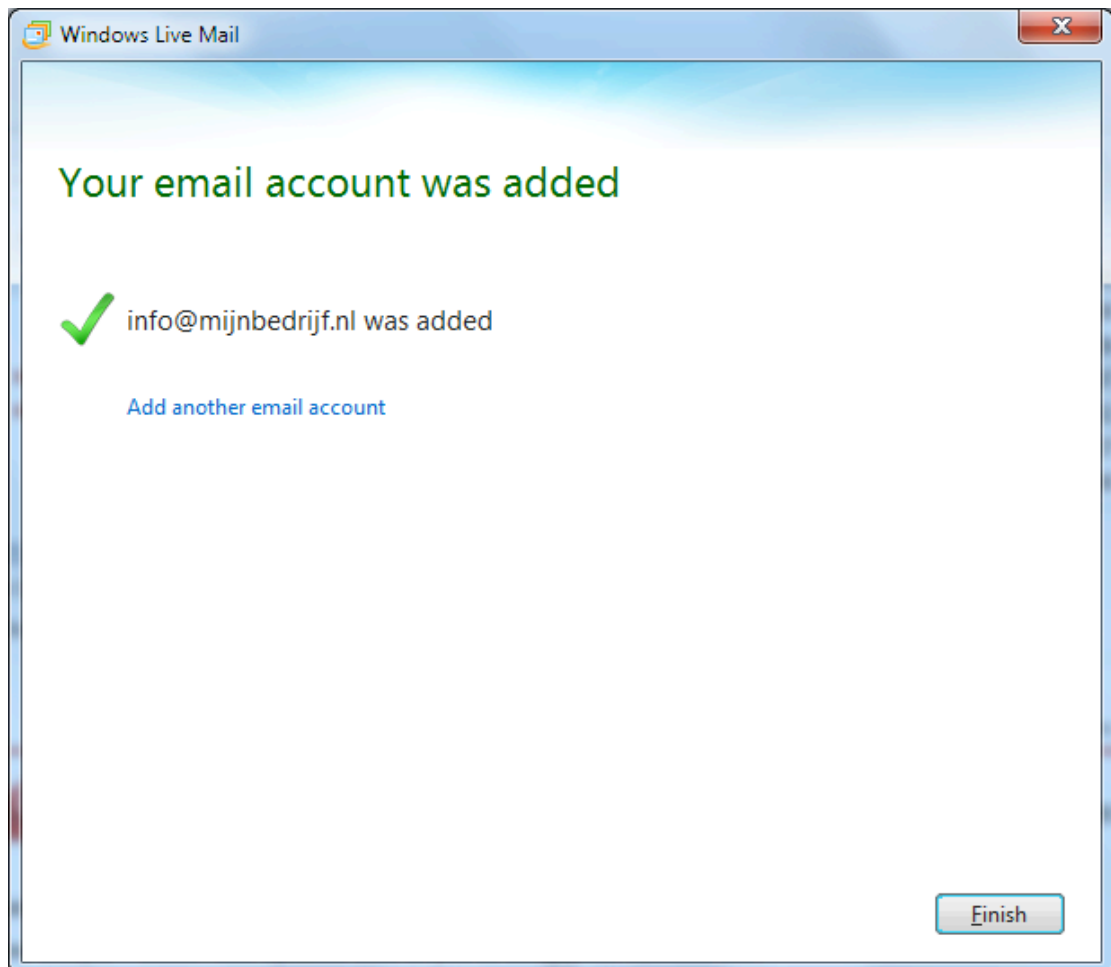 Windows Live Mail
Your email account was added
info@mijnbedrijf.nl was added
Add another email account
Finish